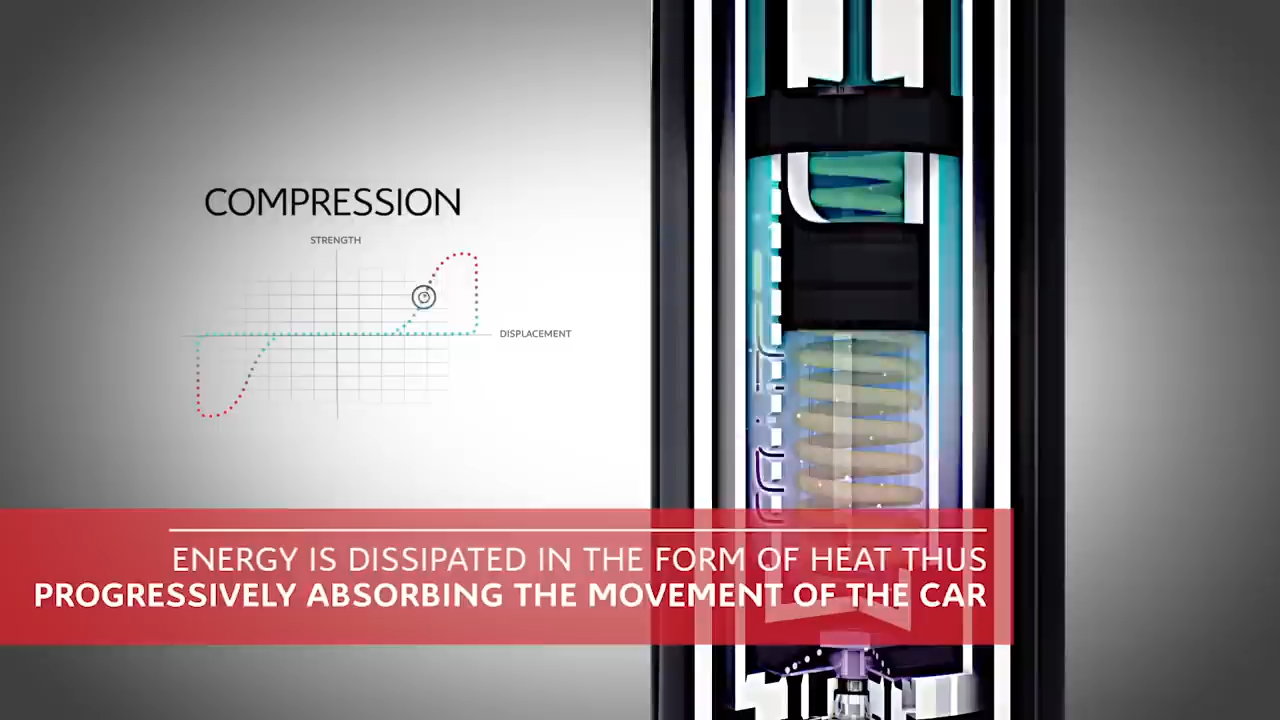 COMPRESSION
STRENGTH
DISPLACEMENT
ENERGY IS DISSIPATED IN THE FORM OF HEAT THUS
PROGRESSIVELY ABSORBING THE MOVEMENT OF THE CAR